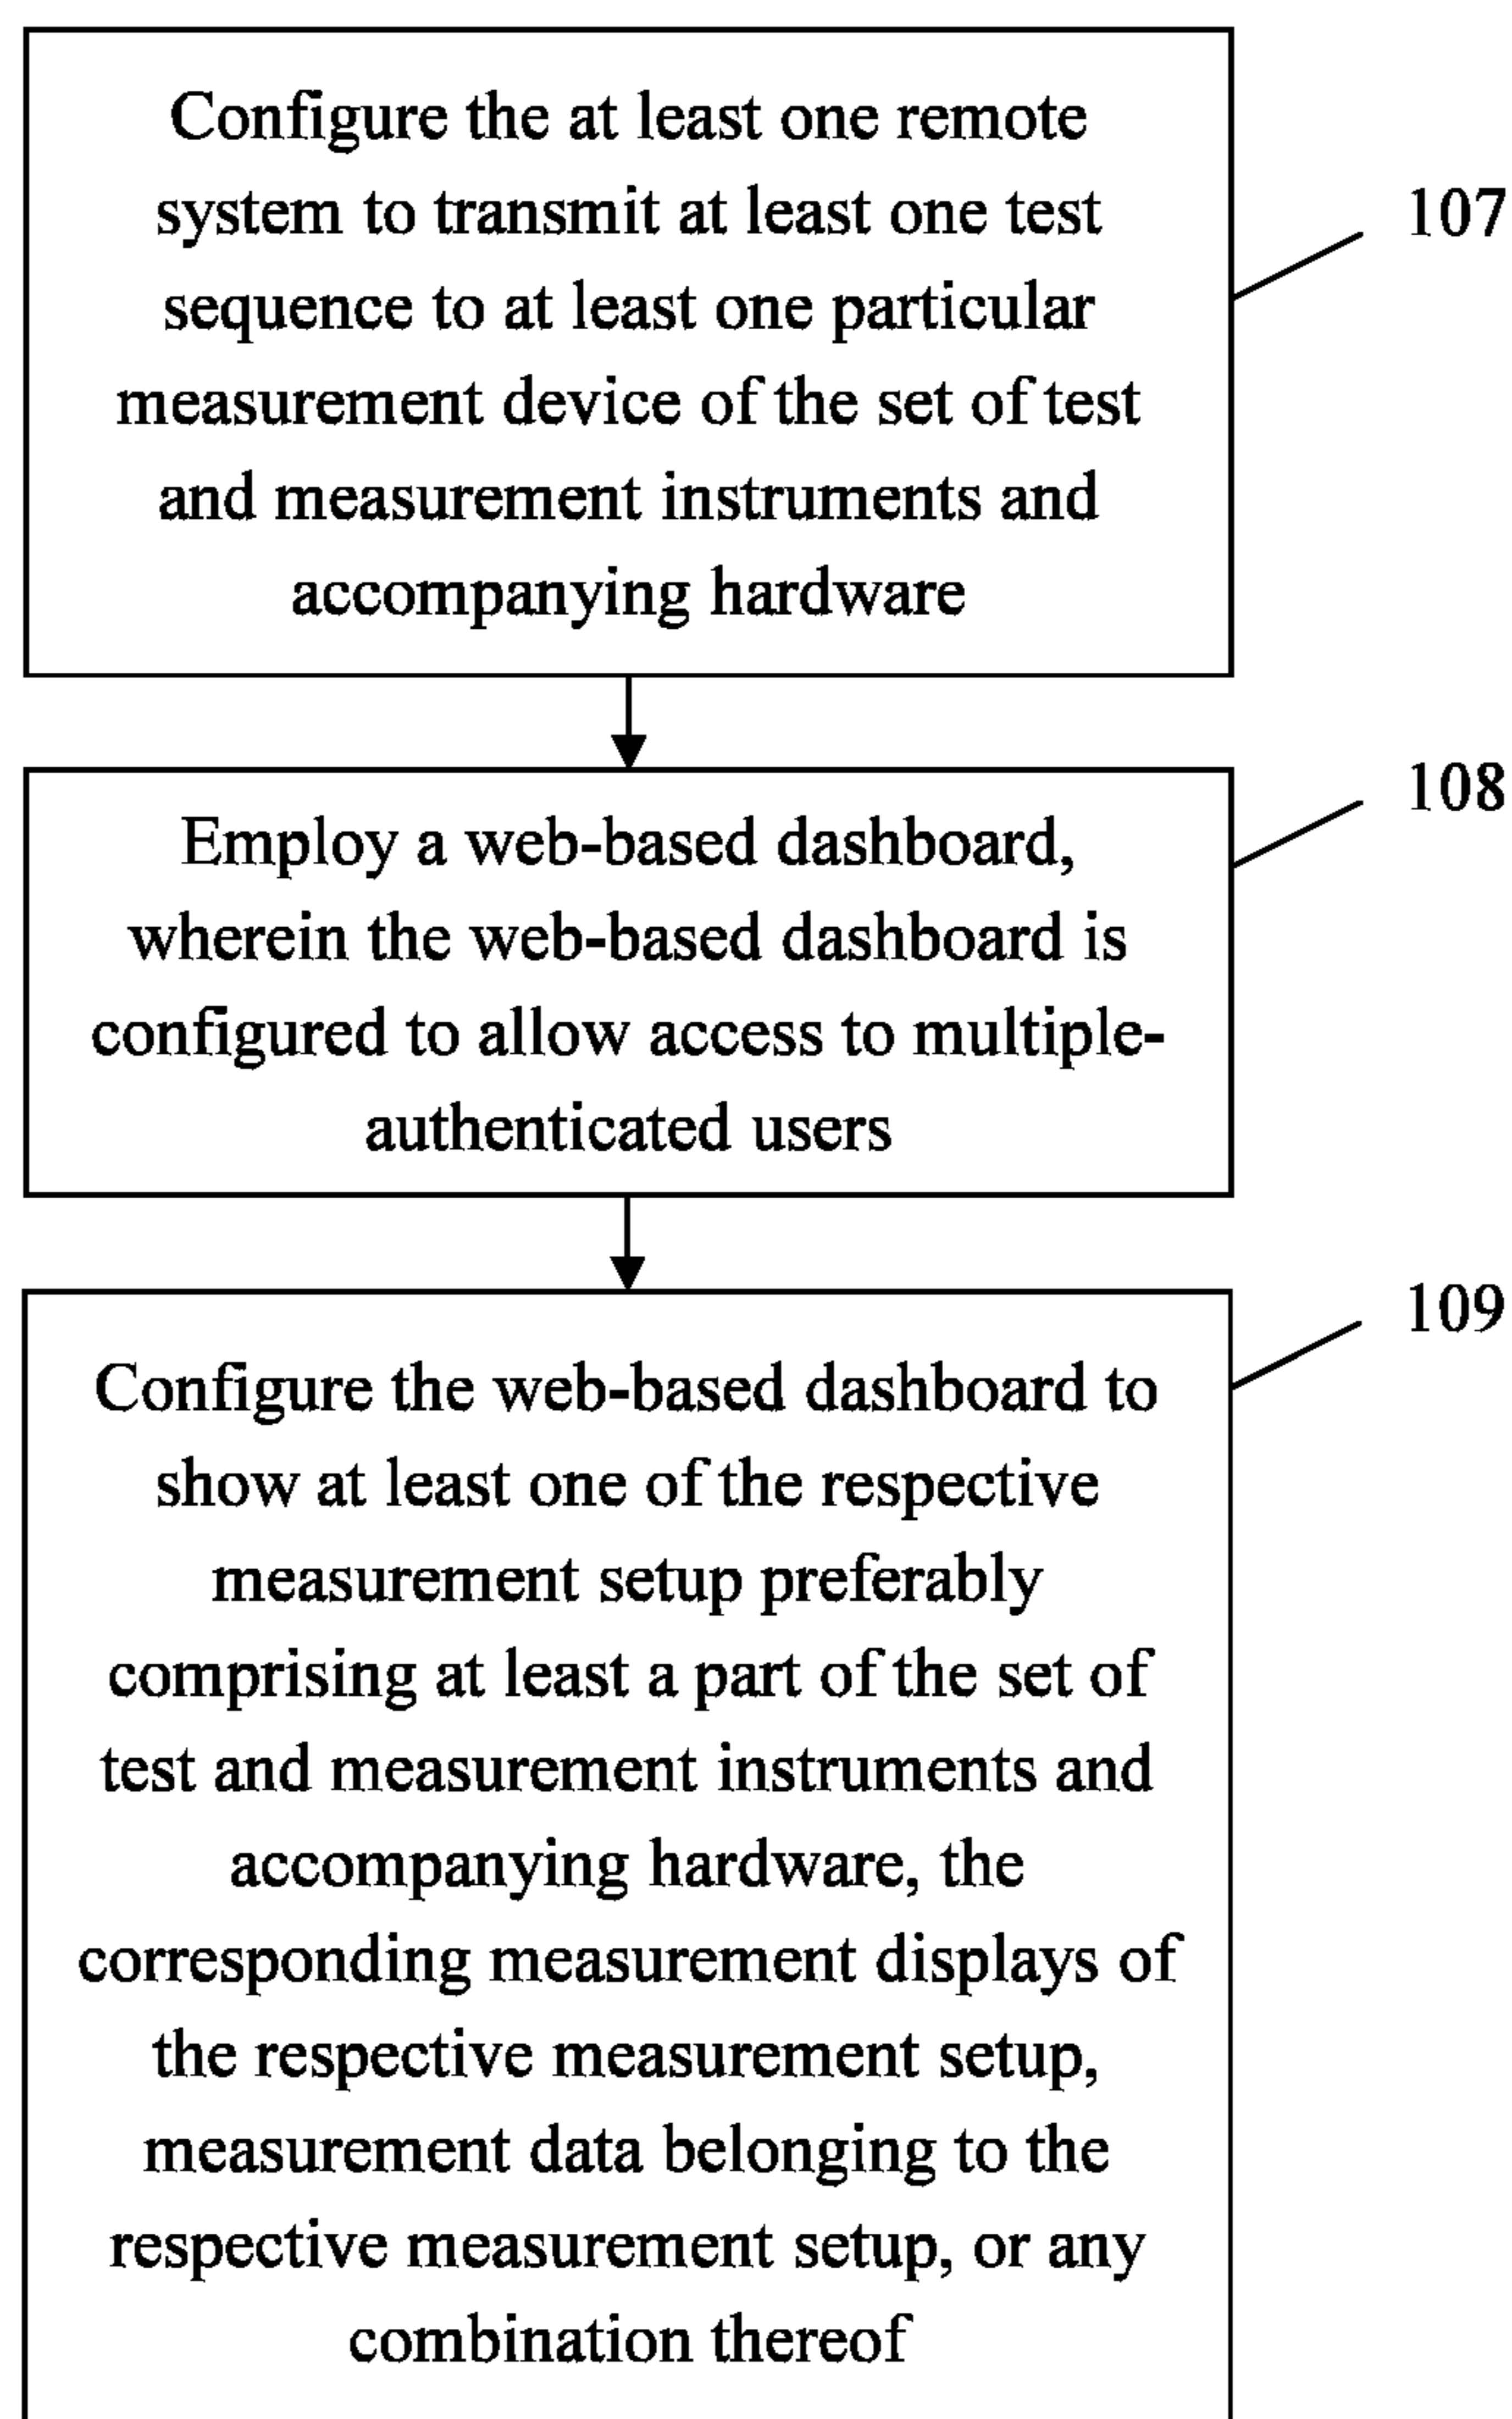 Configure the at least one remote
system to transmit at least one test
sequence to at least one particular
measurement device of the set of test
and measurement instruments and
accompanying hardware
107
Employ a web-based dashboard,
wherein the web-based dashboard is
configured to allow access to multiple-
authenticated users
108
Configure the web-based dashboard to
show at least one of the respective
measurement setup preferably
comprising at least a part of the set of
test and measurement instruments and
accompanying hardware, the
corresponding measurement displays of
the respective measurement setup,
measurement data belonging to the
respective measurement setup, or any
combination thereof
109